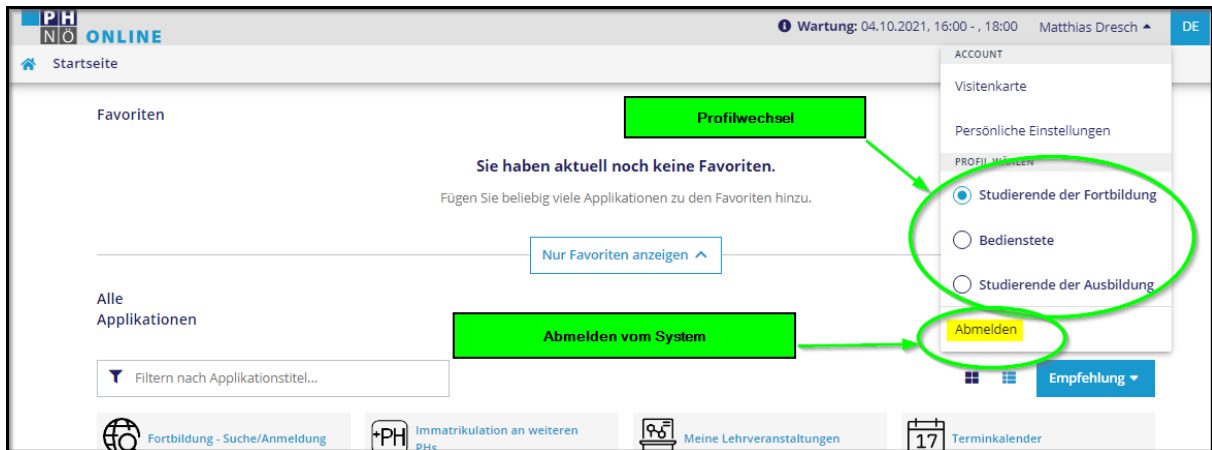 PH
NÖ ONLINE
Wartung: 04.10.2021, 16:00 - , 18:00
Matthias Dresch
DE
Startseite
ACCOUNT
Visitenkarte
Persönliche Einstellungen
PROFIL WÄHLEN
Studierende der Fortbildung
Bedienstete
Studierende der Ausbildung
Abmelden
Favoriten
Profilwechsel
Sie haben aktuell noch keine Favoriten.
Fügen Sie beliebig viele Applikationen zu den Favoriten hinzu.
Nur Favoriten anzeigen
Alle
Applikationen
Abmelden vom System
Filtern nach Applikationstitel...
Empfehlung
Fortbildung - Suche/Anmeldung
+PH
Immatrikulation an weiteren
PHs
Meine Lehrveranstaltungen
17
Terminkalender